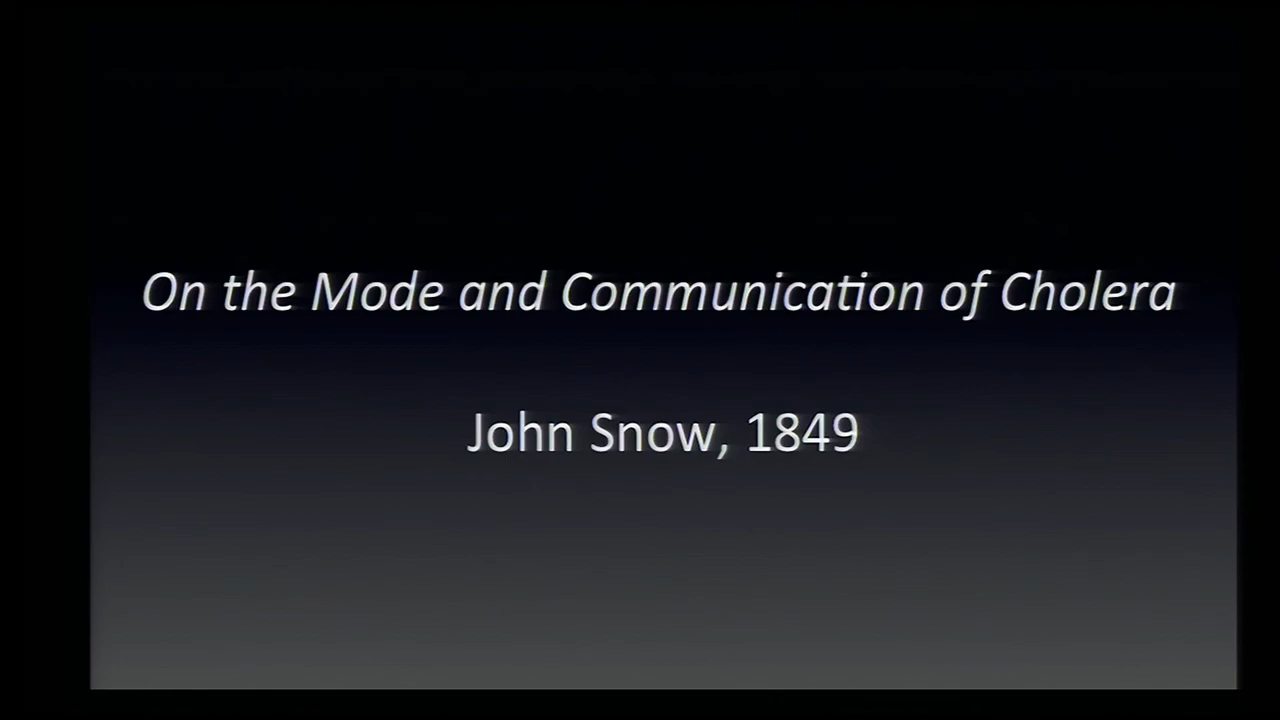 On the Mode and Communication of Cholera
John Snow, 1849